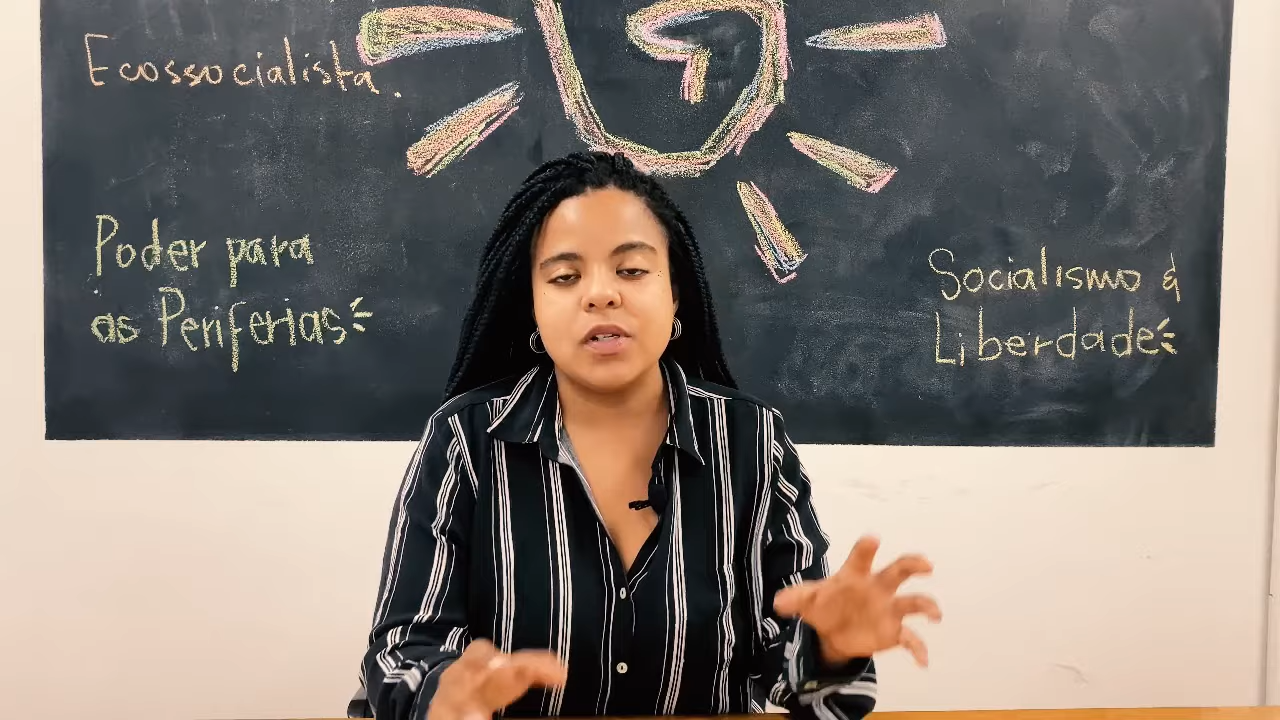 Ecossocialista.
Poder para
as Periferias
Socialismo &
Liberdade